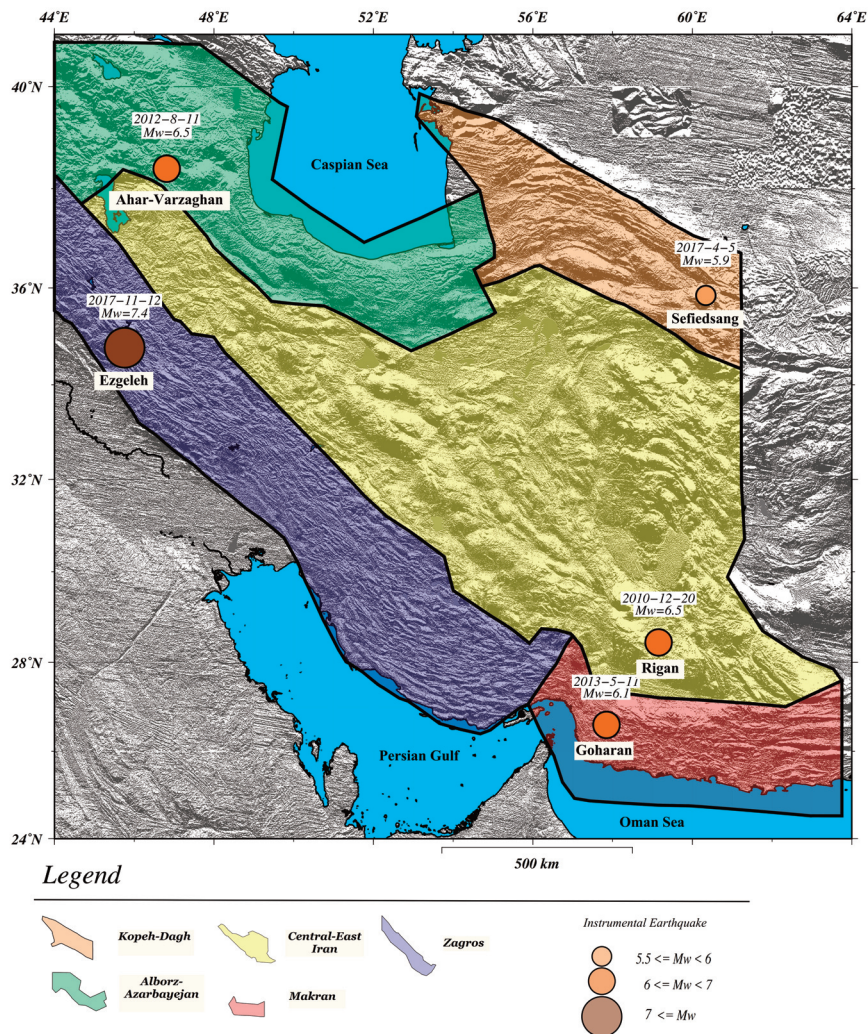 44°E 48°E 52°E 56°E 60°E 64°E
40°N
2012-8-11
Mw=6.5
Ahar-Varzaghan
Caspian Sea
2017-4-5
Mw=5.9
Sefiedsang
36°N
2017-11-12
Mw=7.4
Ezgeleh
32°N
2010-12-20
Mw=6.5
Rigan
28°N
2013-5-11
Mw=6.1
Goharan
Persian Gulf
Oman Sea
24°N
500 km
Legend
Kopeh-Dagh
Central-East
Iran
Zagros
Alborz-
Azarbayejan
Makran
Instrumental Earthquake
5.5 <= Mw < 6
6 <= Mw < 7
7 <= Mw